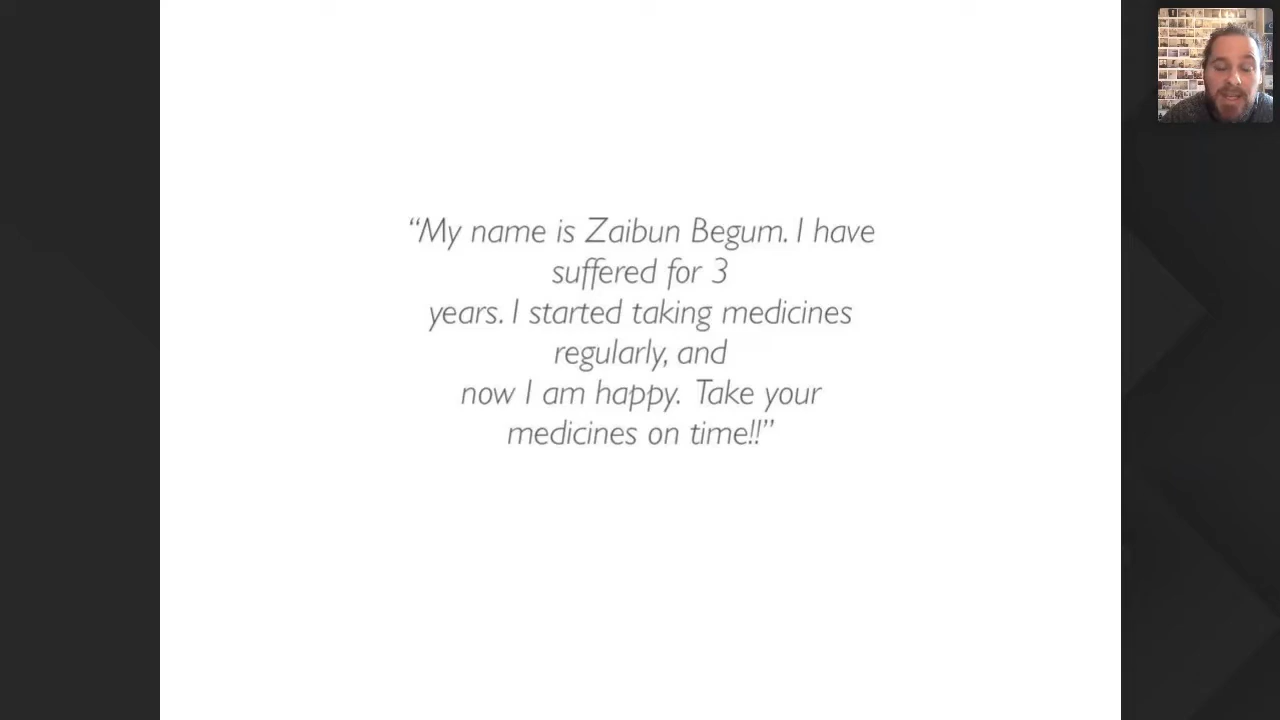 “My name is Zaibun Begum. I have
suffered for 3
years. I started taking medicines
regularly, and
now I am happy. Take your
medicines on time!!”